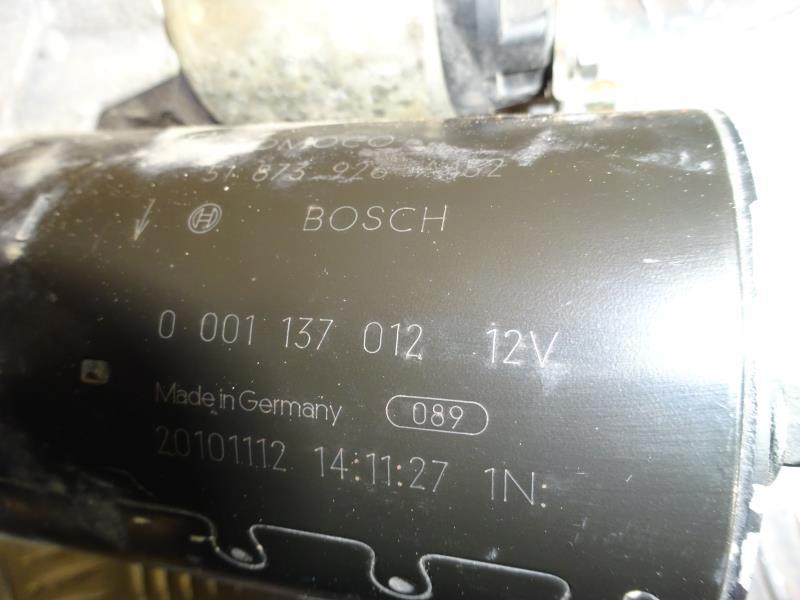 BOSCH
0 001 137 012 12V
Made in Germany 089
20101112 14:11:27 1N